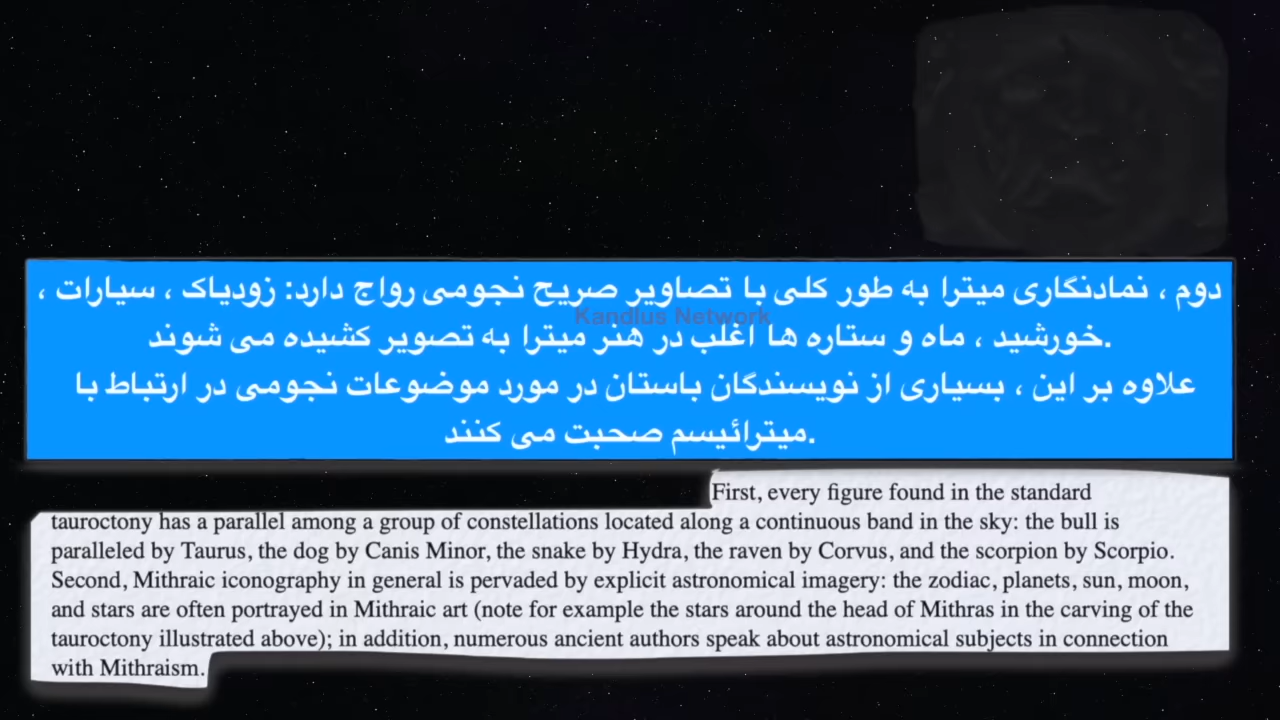 دوم ، نمادنگاری میترا به طور کلی با تصاویر صریح نجومی رواج دارد: زودیاک ، سیارات ،
Kandlus Network
خورشید ، ماه و ستاره ها اغلب در هنر میترا به تصویر کشیده می شوند.
علاوه بر این ، بسیاری از نویسندگان باستان در مورد موضوعات نجومی در ارتباط با
میترائیسم صحبت می کنند.
First, every figure found in the standard
tauroctony has a parallel among a group of constellations located along a continuous band in the sky: the bull is
paralleled by Taurus, the dog by Canis Minor, the snake by Hydra, the raven by Corvus, and the scorpion by Scorpio.
Second, Mithraic iconography in general is pervaded by explicit astronomical imagery: the zodiac, planets, sun, moon,
and stars are often portrayed in Mithraic art (note for example the stars around the head of Mithras in the carving of the
tauroctony illustrated above); in addition, numerous ancient authors speak about astronomical subjects in connection
with Mithraism.